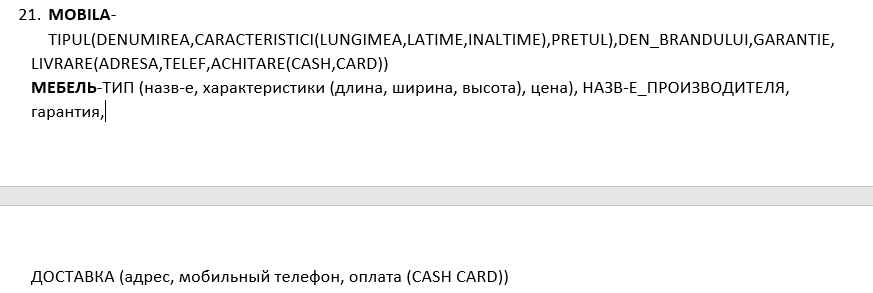 21. MOBILA-
TIPUL(DENUMIREA,CARACTERISTICI(LUNGIMEA,LATIME,INALTIME),PRETUL),DEN_BRANDULUI,GARANTIE,
LIVRARE(ADRESA,TELEF,ACHITARE(CASH,CARD))
МЕБЕЛЬ-ТИП (назв-е, характеристики (длина, ширина, высота), цена), НАЗВ-Е_ПРОИЗВОДИТЕЛЯ,
гарантия,
ДОСТАВКА (адрес, мобильный телефон, оплата (CASH CARD))